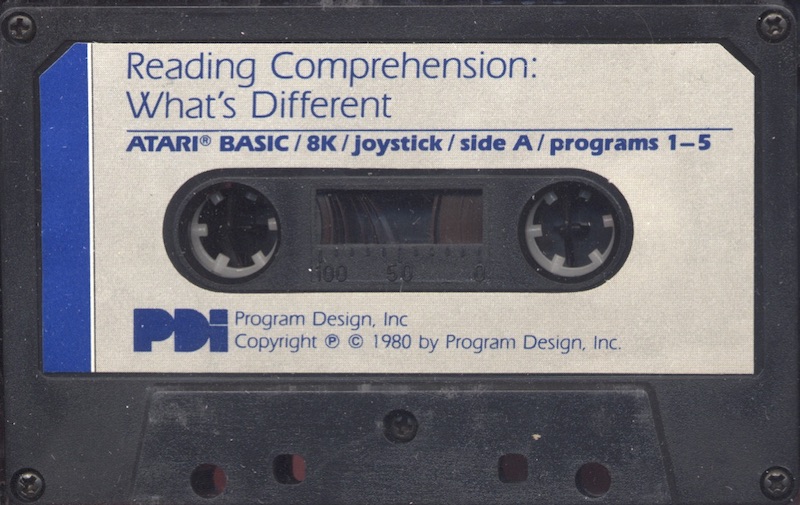 Reading Comprehension:
What's Different
ATARI® BASIC / 8K / joystick / side A / programs 1–5
100 50 0
PDI Program Design, Inc
Copyright ℗ © 1980 by Program Design, Inc.